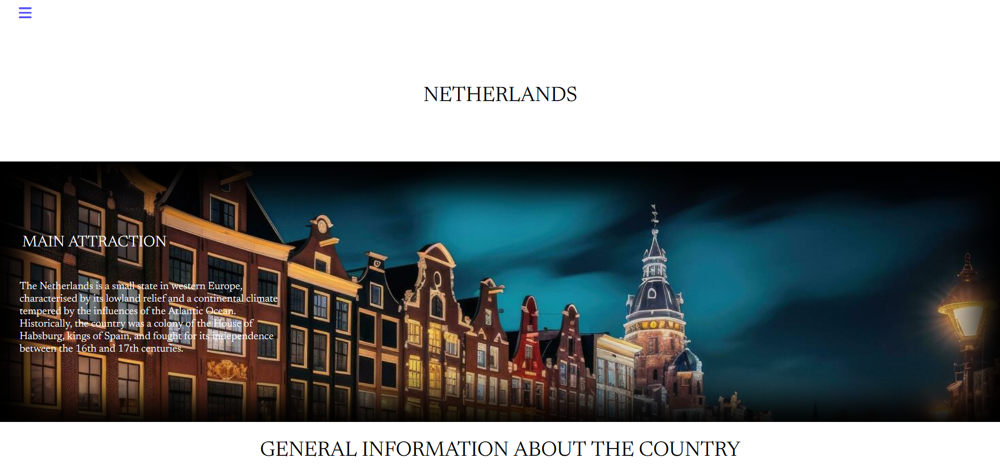 NETHERLANDS
MAIN ATTRACTION
The Netherlands is a small state in western Europe,
characterised by its lowland relief and a continental climate
tempered by the influences of the Atlantic Ocean.
Historically, the country was a colony of the House of
Habsburg, kings of Spain, and fought for its independence
between the 16th and 17th centuries.
GENERAL INFORMATION ABOUT THE COUNTRY